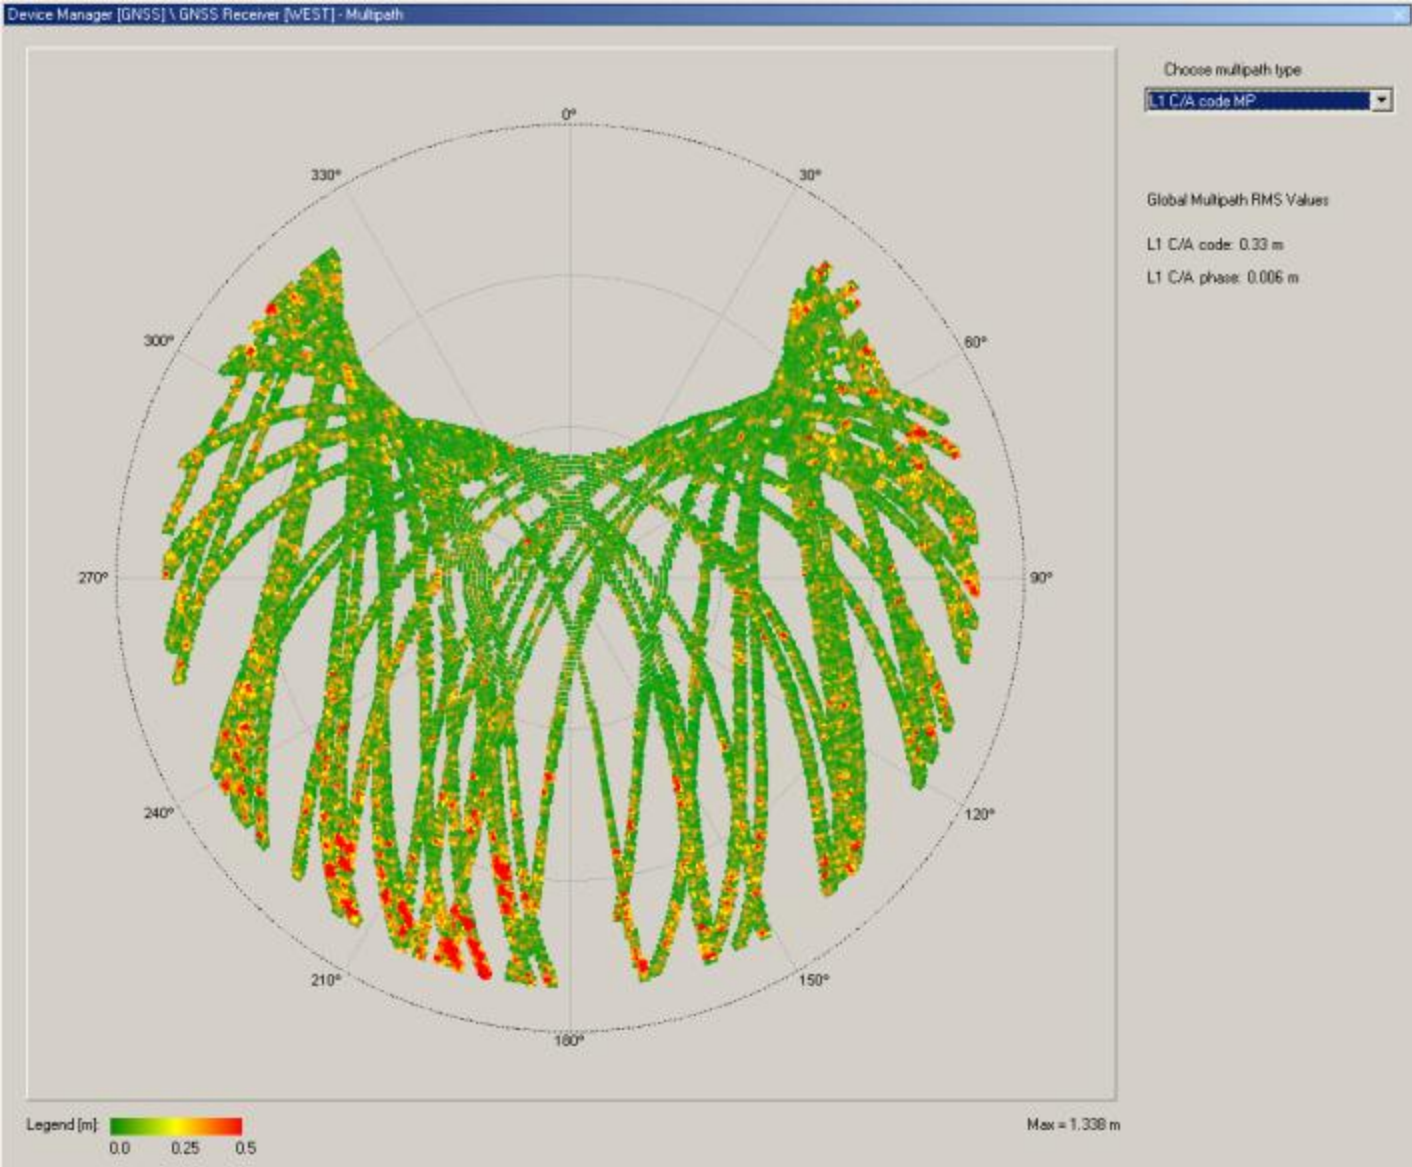 Device Manager [GNSS] \ GNSS Receiver [WEST] - Multipath
Choose multipath type
L1 C/A code MP
Global Multipath RMS Values
L1 C/A code: 0.33 m
L1 C/A phase: 0.006 m
0°
330°
30°
300°
60°
270°
90°
240°
120°
210°
150°
180°
Legend [m]:
0.0 0.25 0.5
Max = 1.338 m